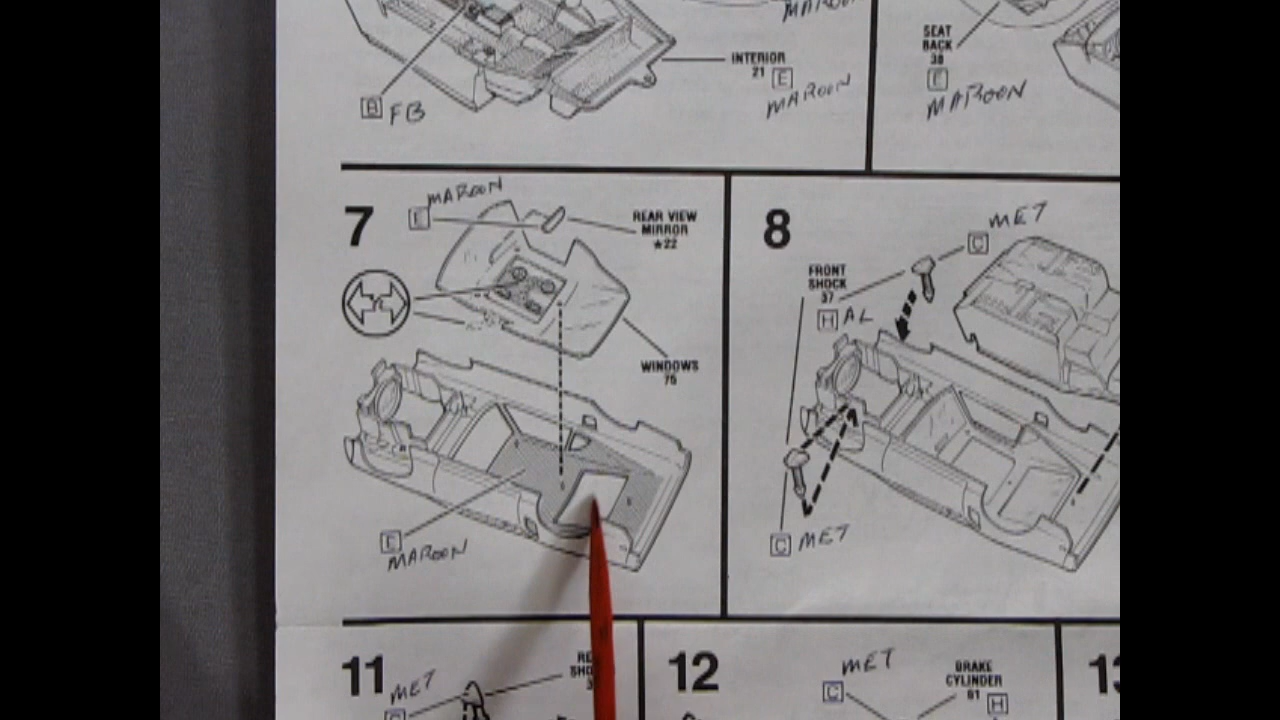 MAROON
INTERIOR
21 E
MAROON
B FB
SEAT
BACK
38
E
MAROON
7
E MAROON
REAR VIEW
MIRROR
★22
WINDOWS
75
E
MAROON
8
C MET
FRONT
SHOCK
37
H AL
C MET
11
MET
C
12
MET
C
BRAKE
CYLINDER
61 H